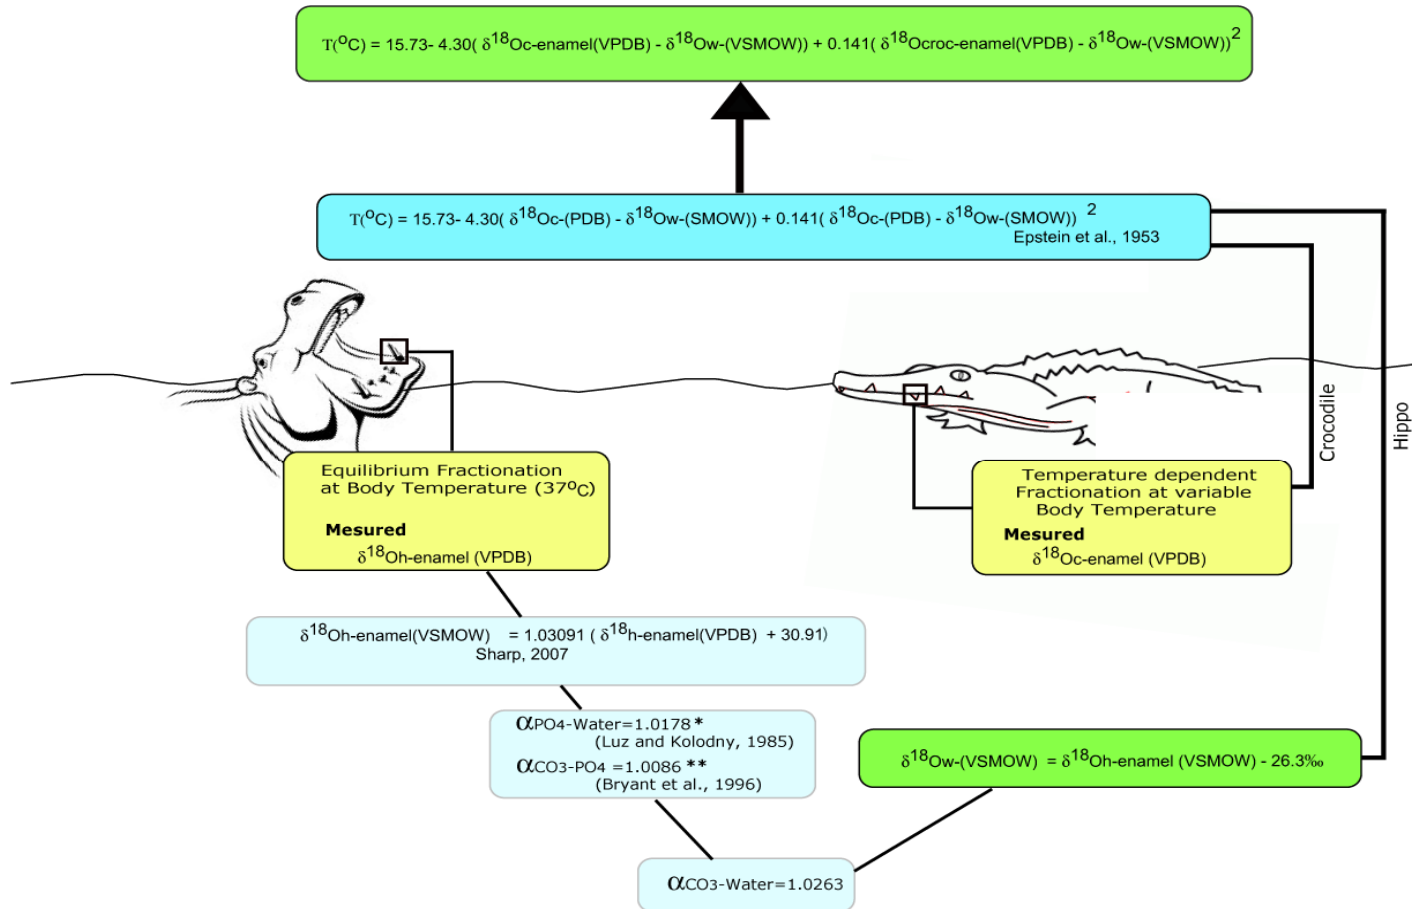 T(ºC) = 15.73- 4.30( δ¹⁸Oc-enamel(VPDB) - δ¹⁸Ow-(VSMOW)) + 0.141( δ¹⁸Ocroc-enamel(VPDB) - δ¹⁸Ow-(VSMOW))²
T(ºC) = 15.73- 4.30( δ¹⁸Oc-(PDB) - δ¹⁸Ow-(SMOW)) + 0.141( δ¹⁸Oc-(PDB) - δ¹⁸Ow-(SMOW)) ²
Epstein et al., 1953
Crocodile
Hippo
Equilibrium Fractionation
at Body Temperature (37ºC)
Mesured
δ¹⁸Oh-enamel (VPDB)
Temperature dependent
Fractionation at variable
Body Temperature
Mesured
δ¹⁸Oc-enamel (VPDB)
δ¹⁸Oh-enamel(VSMOW) = 1.03091 ( δ¹⁸h-enamel(VPDB) + 30.91)
Sharp, 2007
αPO4-Water=1.0178 *
(Luz and Kolodny, 1985)
αCO3-PO4 =1.0086 **
(Bryant et al., 1996)
δ¹⁸Ow-(VSMOW) = δ¹⁸Oh-enamel (VSMOW) - 26.3‰
αCO3-Water=1.0263